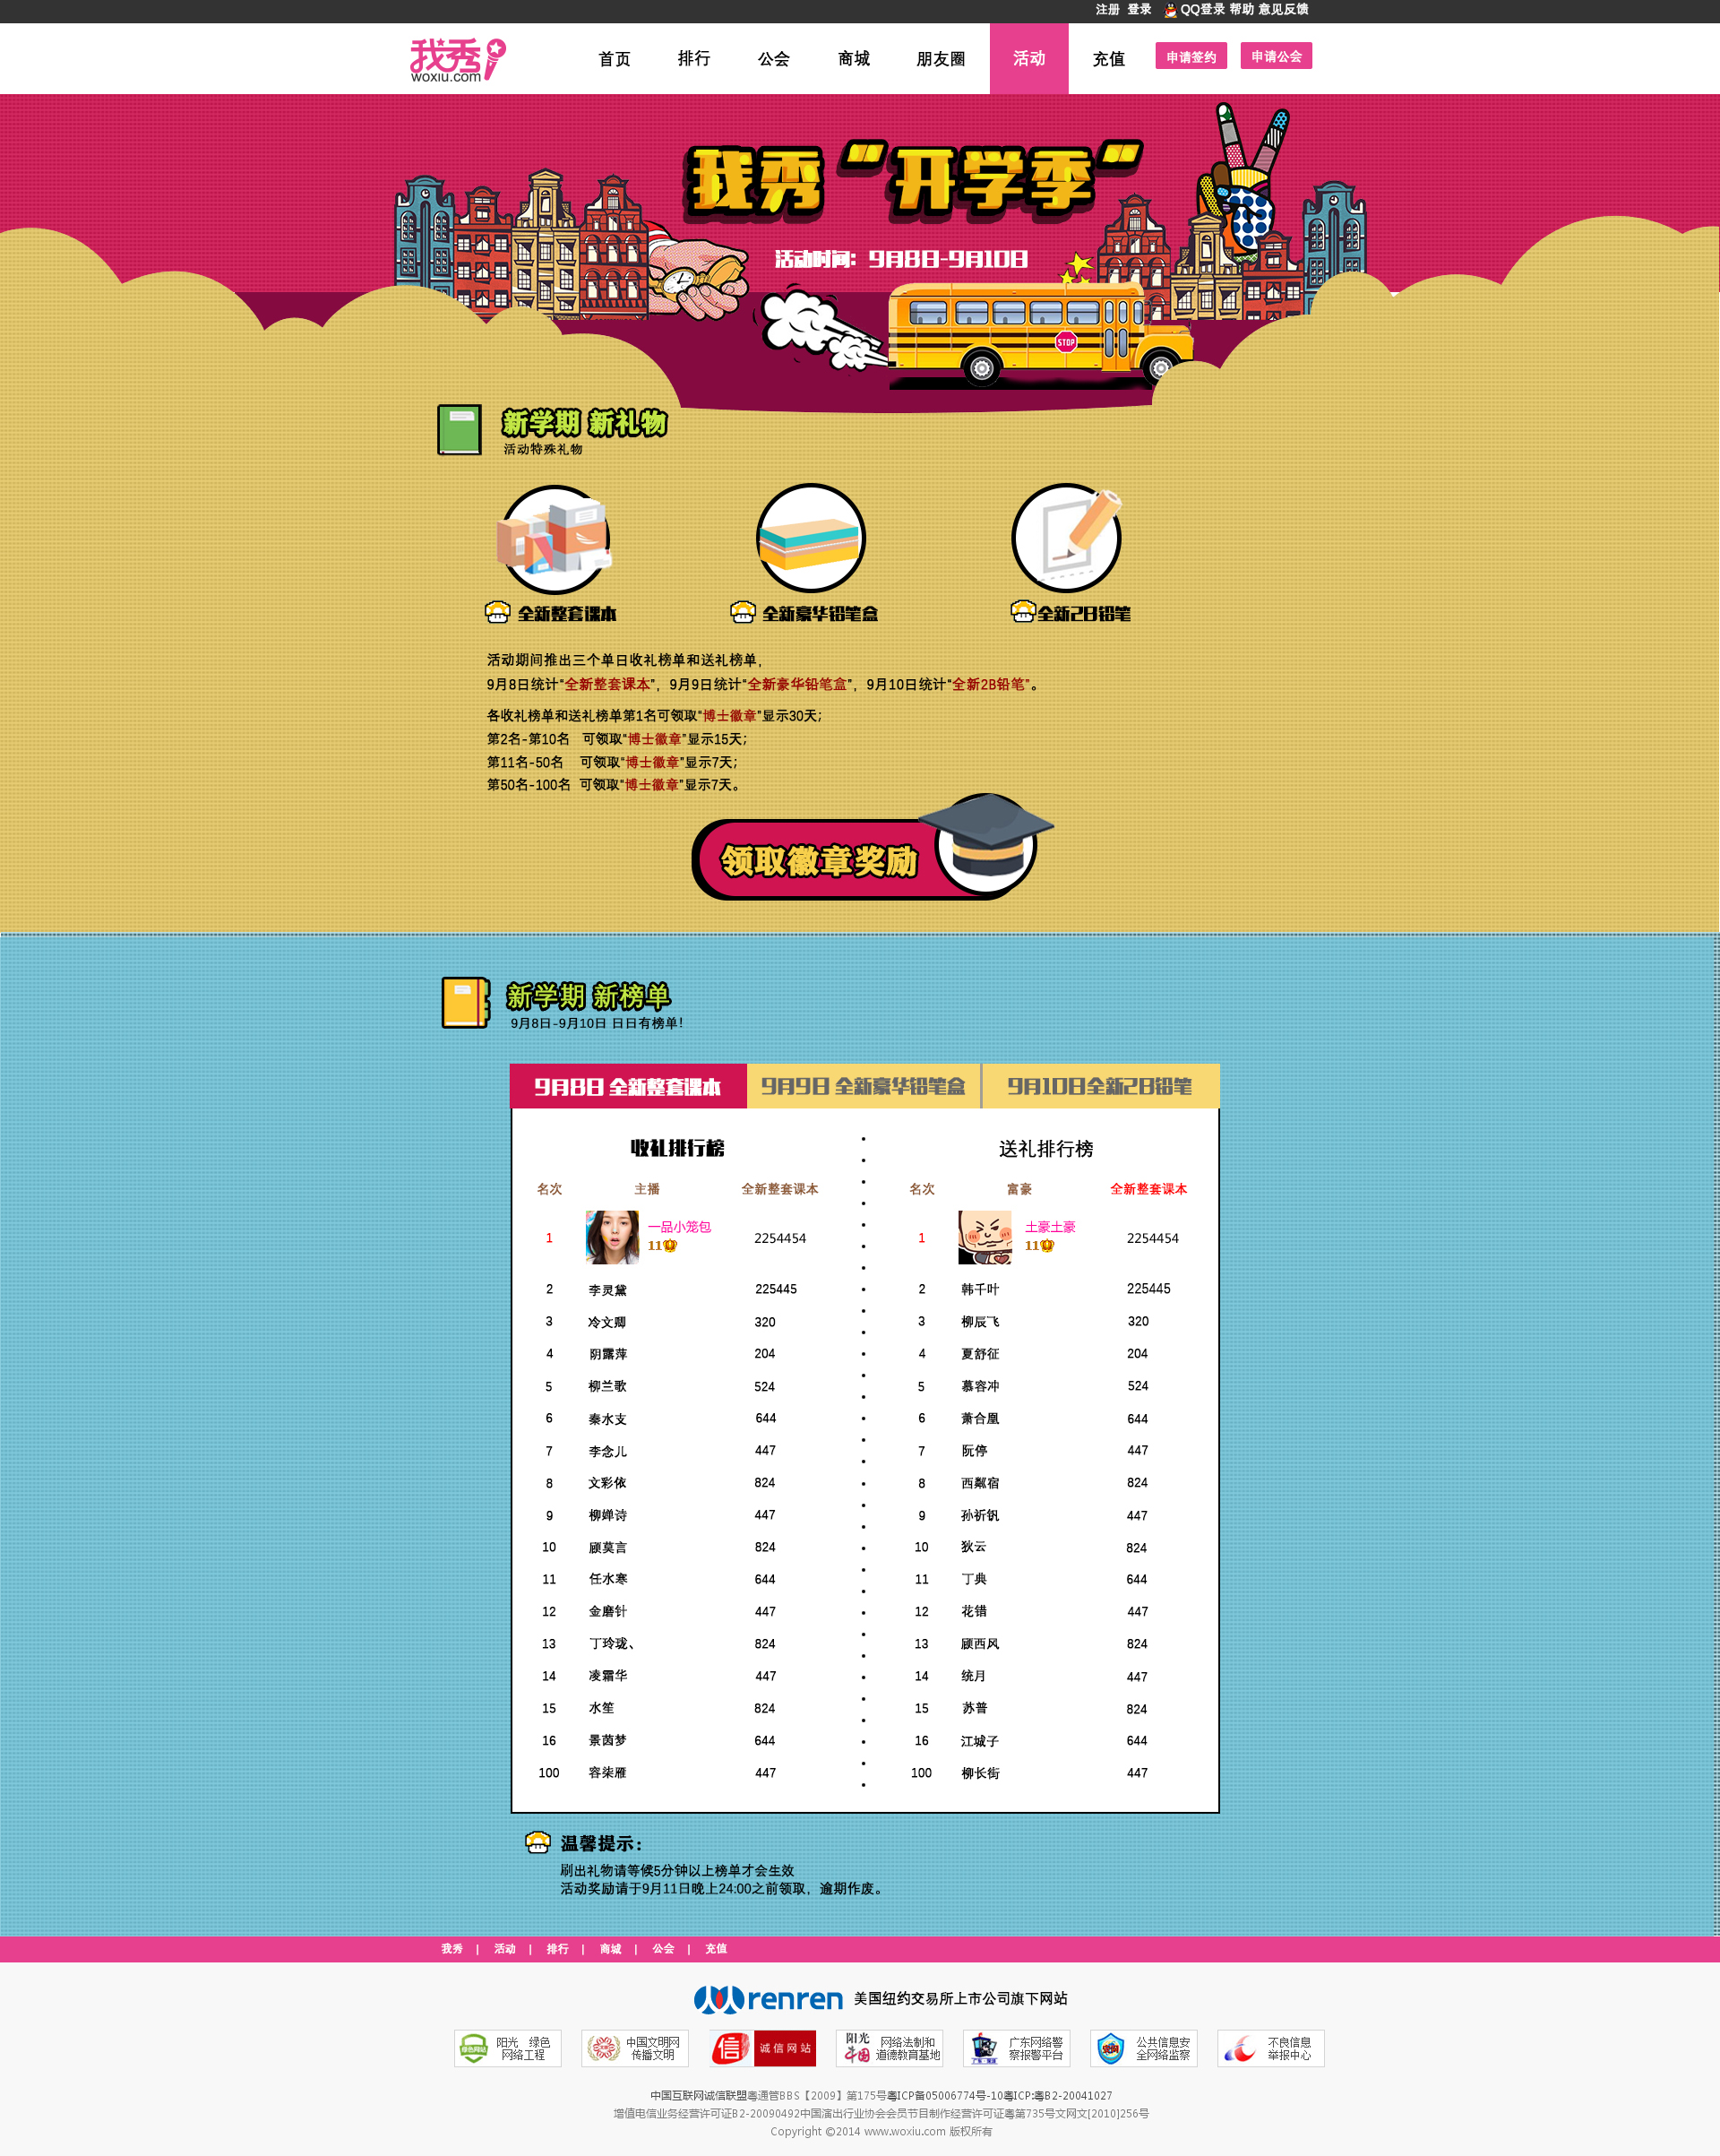 注册 登录 QQ登录 帮助 意见反馈
我秀 woxiu.com
首页 排行 公会 商城 朋友圈 活动 充值 申请签约 申请公会
我秀“开学季”
活动时间：9月8日-9月10日
STOP
新学期 新礼物
活动特殊礼物
全新整套课本 全新豪华铅笔盒 全新2B铅笔
活动期间推出三个单日收礼榜单和送礼榜单，
9月8日统计“全新整套课本”，9月9日统计“全新豪华铅笔盒”，9月10日统计“全新2B铅笔”。
各收礼榜单和送礼榜单第1名可领取“博士徽章”显示30天；
第2名-第10名 可领取“博士徽章”显示15天；
第11名-50名 可领取“博士徽章”显示7天；
第50名-100名 可领取“博士徽章”显示7天。
领取徽章奖励
新学期 新榜单
9月8日-9月10日 日日有榜单！
9月8日 全新整套课本 9月9日 全新豪华铅笔盒 9月10日全新2B铅笔
收礼排行榜 送礼排行榜
名次 主播 全新整套课本 名次 富豪 全新整套课本
1 一品小笼包 11 2254454 1 土豪土豪 11 2254454
2 李灵黛 225445 2 韩千叶 225445
3 冷文卿 320 3 柳辰飞 320
4 阴露萍 204 4 夏舒征 204
5 柳兰歌 524 5 慕容冲 524
6 秦水支 644 6 萧合凰 644
7 李念儿 447 7 阮停 447
8 文彩依 824 8 西粼宿 824
9 柳婵诗 447 9 孙祈钒 447
10 顾莫言 824 10 狄云 824
11 任水寒 644 11 丁典 644
12 金磨针 447 12 花错 447
13 丁玲珑、 824 13 顾西风 824
14 凌霜华 447 14 统月 447
15 水笙 824 15 苏普 824
16 景茵梦 644 16 江城子 644
100 容柒雁 447 100 柳长街 447
温馨提示：
刷出礼物请等候5分钟以上榜单才会生效
活动奖励请于9月11日晚上24:00之前领取，逾期作废。
我秀 | 活动 | 排行 | 商城 | 公会 | 充值
renren 美国纽约交易所上市公司旗下网站
绿色网站 阳光 绿色 网络工程
中国文明网 传播文明
信 诚信网站
阳光中国 网络法制和 道德教育基地
广东网络警 察报警平台
公共信息安 全网络监察
不良信息 举报中心
中国互联网诚信联盟粤通管BBS【2009】第175号粤ICP备05006774号-10粤ICP:粤B2-20041027
增值电信业务经营许可证B2-20090492中国演出行业协会会员节目制作经营许可证粤第735号文网文[2010]256号
Copyright ©2014 www.woxiu.com 版权所有